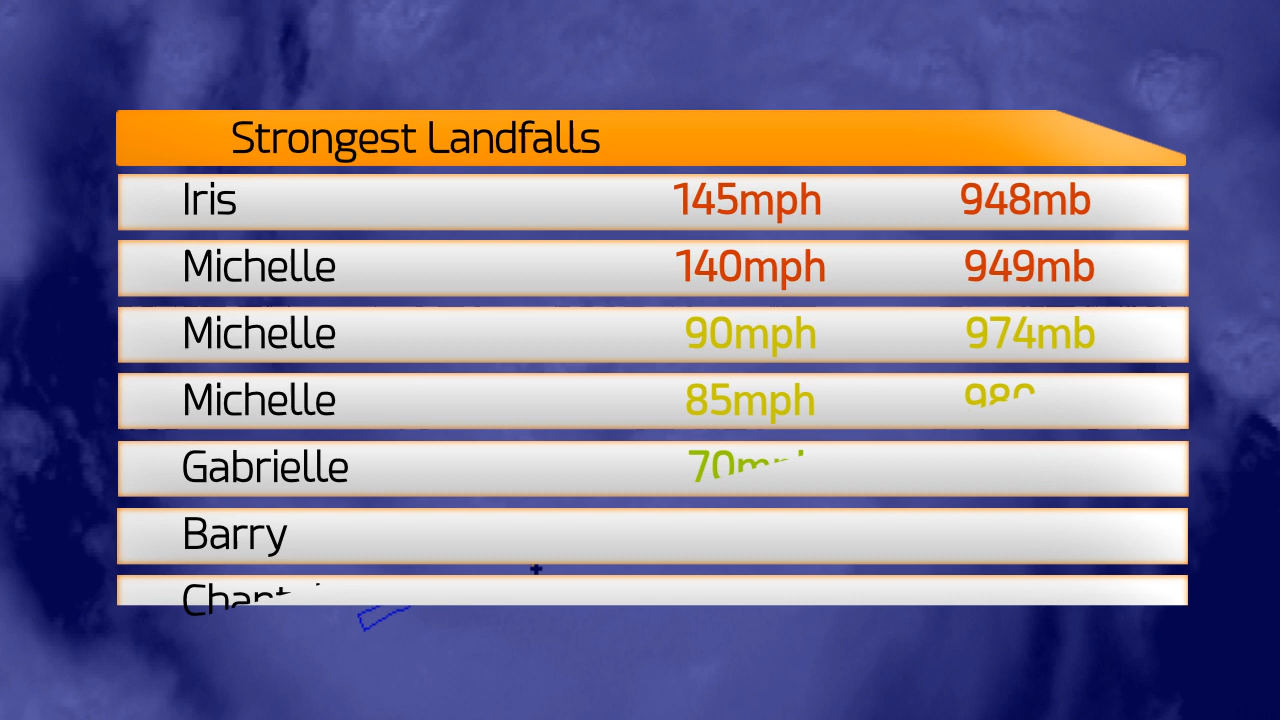 Strongest Landfalls
Iris 145mph 948mb
Michelle 140mph 949mb
Michelle 90mph 974mb
Michelle 85mph
Gabrielle
Barry